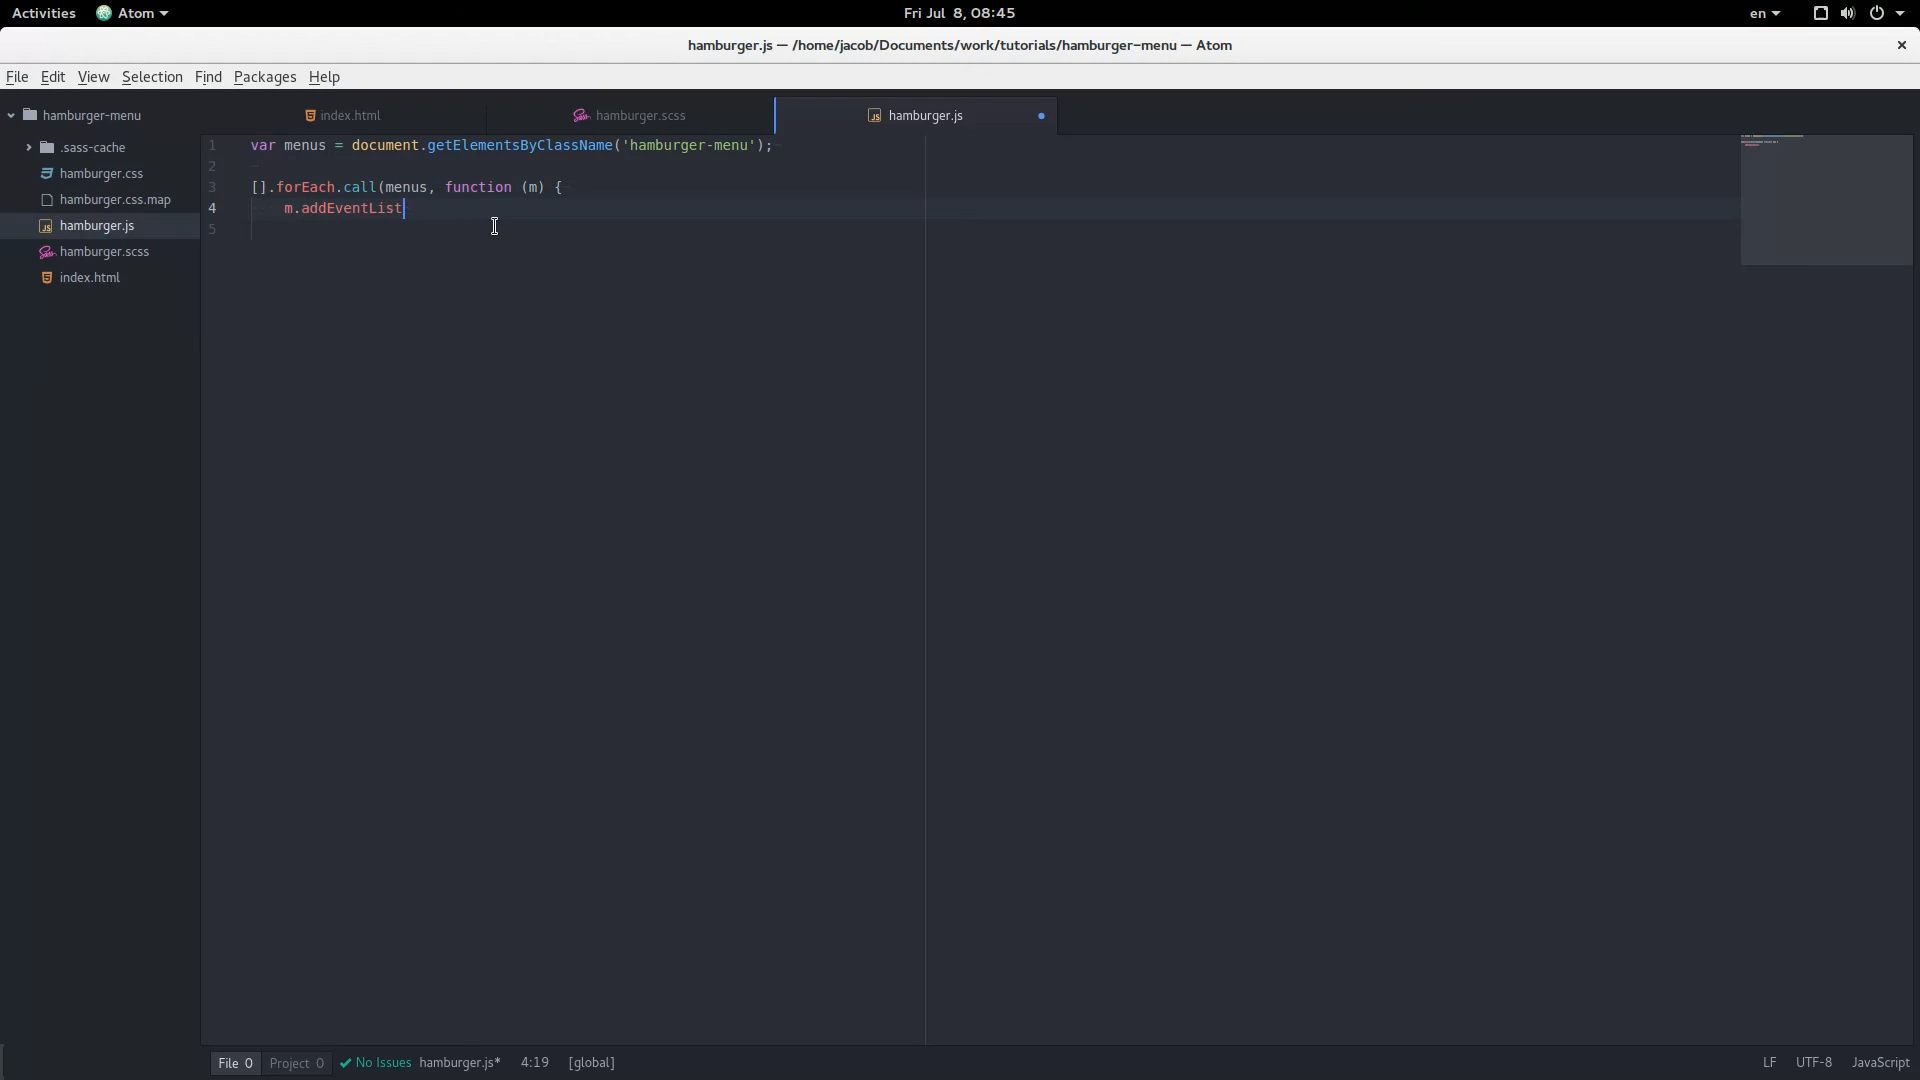 Activities Atom Fri Jul 8, 08:45 en
hamburger.js — /home/jacob/Documents/work/tutorials/hamburger-menu — Atom
File Edit View Selection Find Packages Help
hamburger-menu
.sass-cache
hamburger.css
hamburger.css.map
hamburger.js
hamburger.scss
index.html
index.html hamburger.scss hamburger.js
1 var menus = document.getElementsByClassName('hamburger-menu');
2
3 [].forEach.call(menus, function (m) {
4 m.addEventList
5
File 0 Project 0 No Issues hamburger.js* 4:19 [global] LF UTF-8 JavaScript